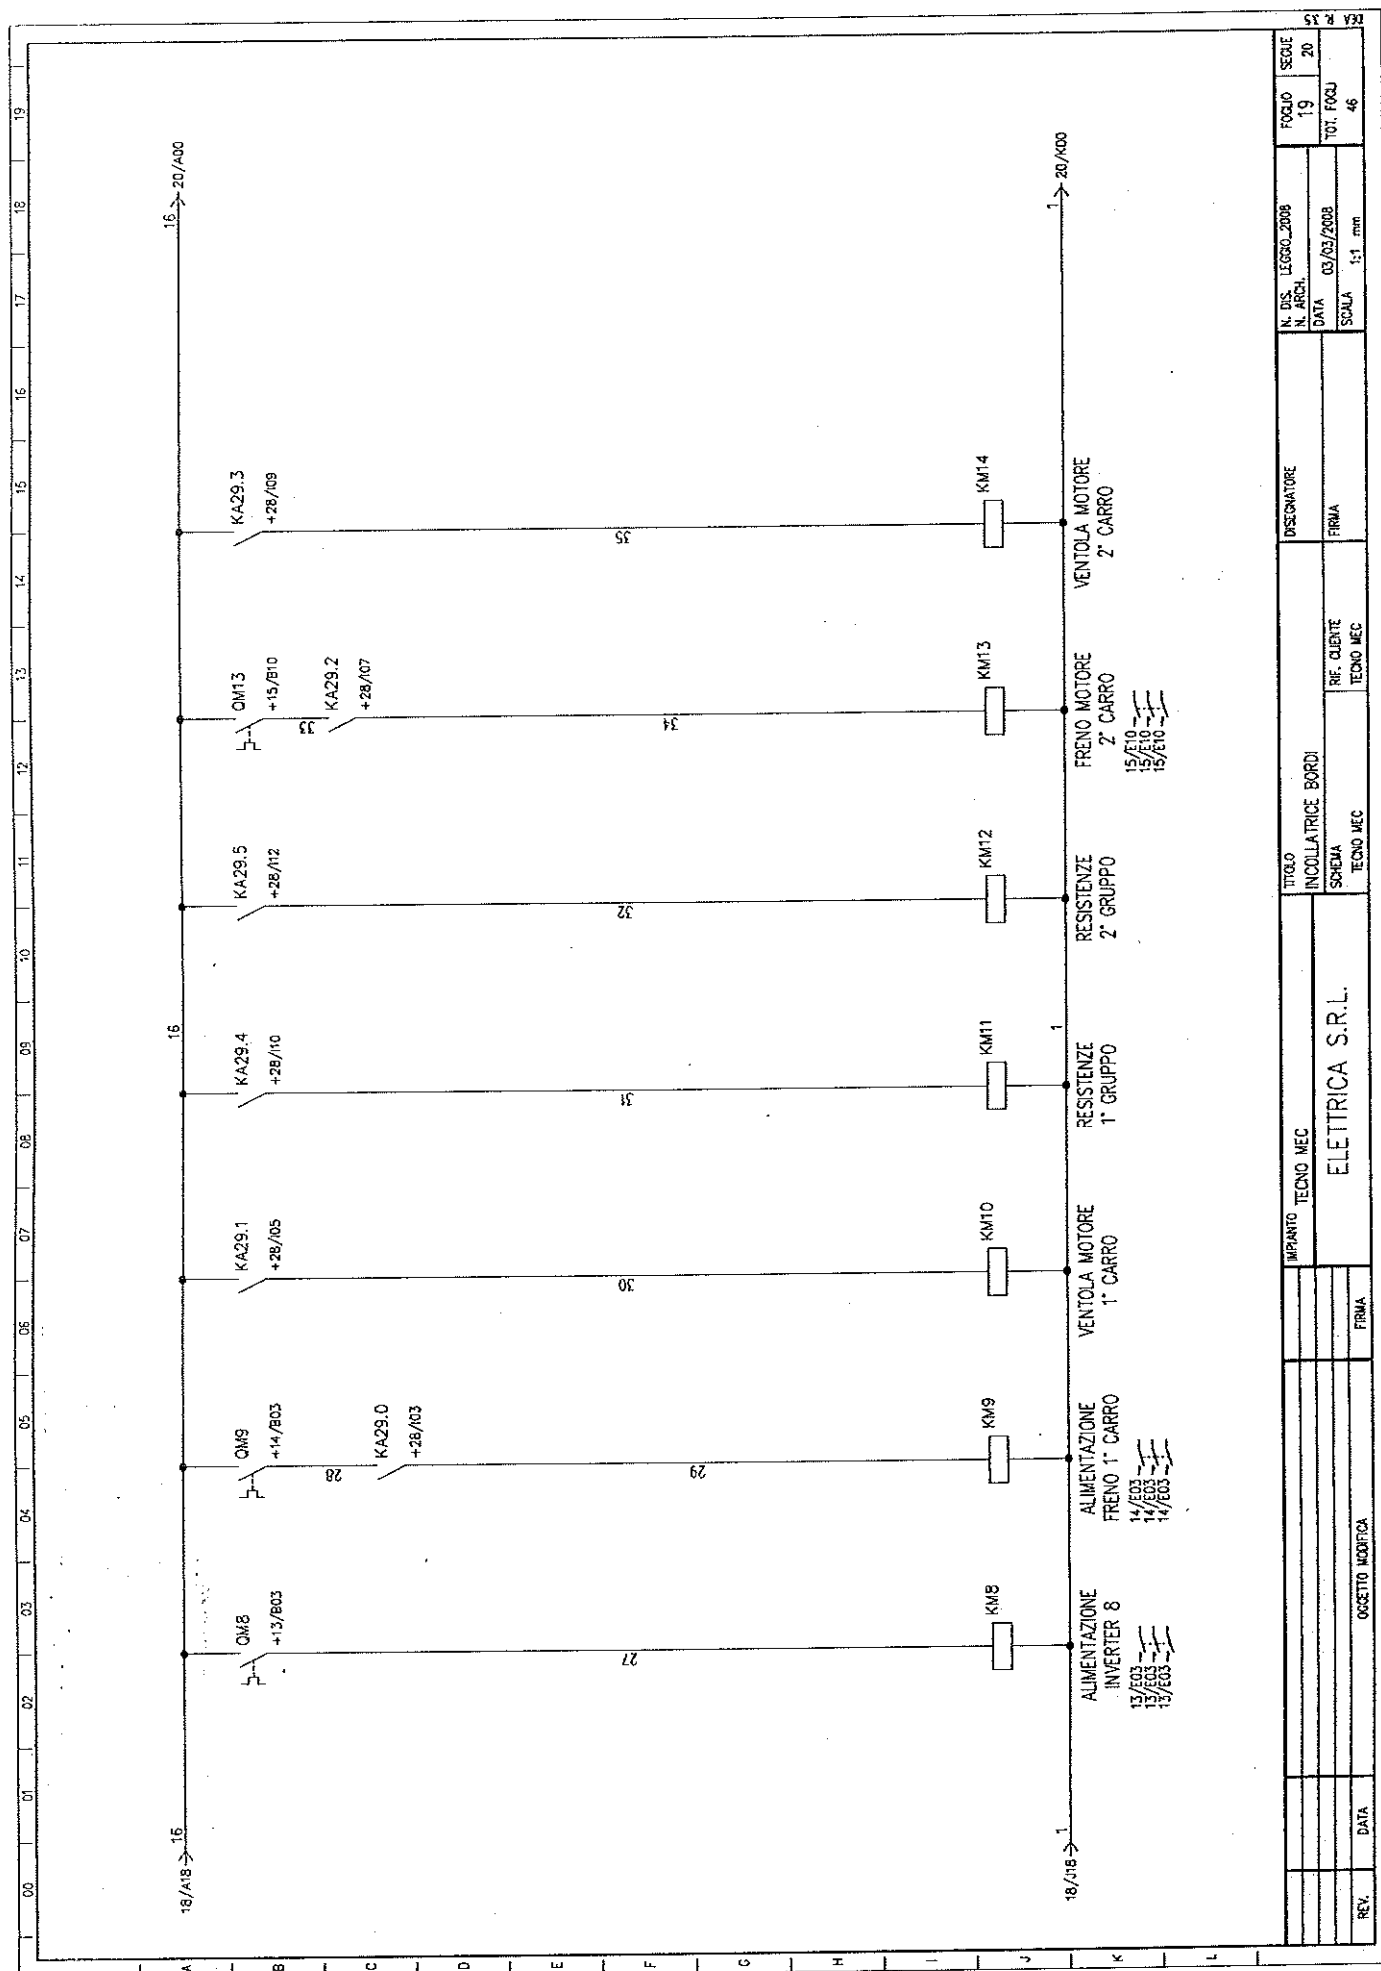 00 01 02 03 04 05 06 07 08 09 10 11 12 13 14 15 16 17 18 19
A
B
C
D
E
F
G
H
I
J
K
L
18/A18 16
16
16 20/A00
QM8
+13/B03
27
KM8
ALIMENTAZIONE
INVERTER 8
13/E03
13/E03
13/E03
QM9
+14/B03
28
KA29.0
+28/I03
29
KM9
ALIMENTAZIONE
FRENO 1° CARRO
14/E03
14/E03
14/E03
KA29.1
+28/I05
30
KM10
VENTOLA MOTORE
1° CARRO
KA29.4
+28/I10
31
KM11
RESISTENZE
1° GRUPPO
KA29.5
+28/I12
32
KM12
RESISTENZE
2° GRUPPO
QM13
+15/B10
33
KA29.2
+28/I07
34
KM13
FRENO MOTORE
2° CARRO
15/E10
15/E10
15/E10
KA29.3
+28/I09
35
KM14
VENTOLA MOTORE
2° CARRO
18/J18 1
1
1 20/K00
REV. DATA OGGETTO MODIFICA FIRMA
IMPIANTO TECNO MEC
ELETTRICA S.R.L.
TITOLO
INCOLLATRICE BORDI
SCHEMA
TECNO MEC
RIF. CLIENTE
TECNO MEC
DISEGNATORE
FIRMA
N. DIS. LEGGIO_2008
N. ARCH.
DATA 03/03/2008
SCALA 1:1 mm
FOGLIO
19
SEGUE
20
TOT. FOGLI
46
DEA R. 35